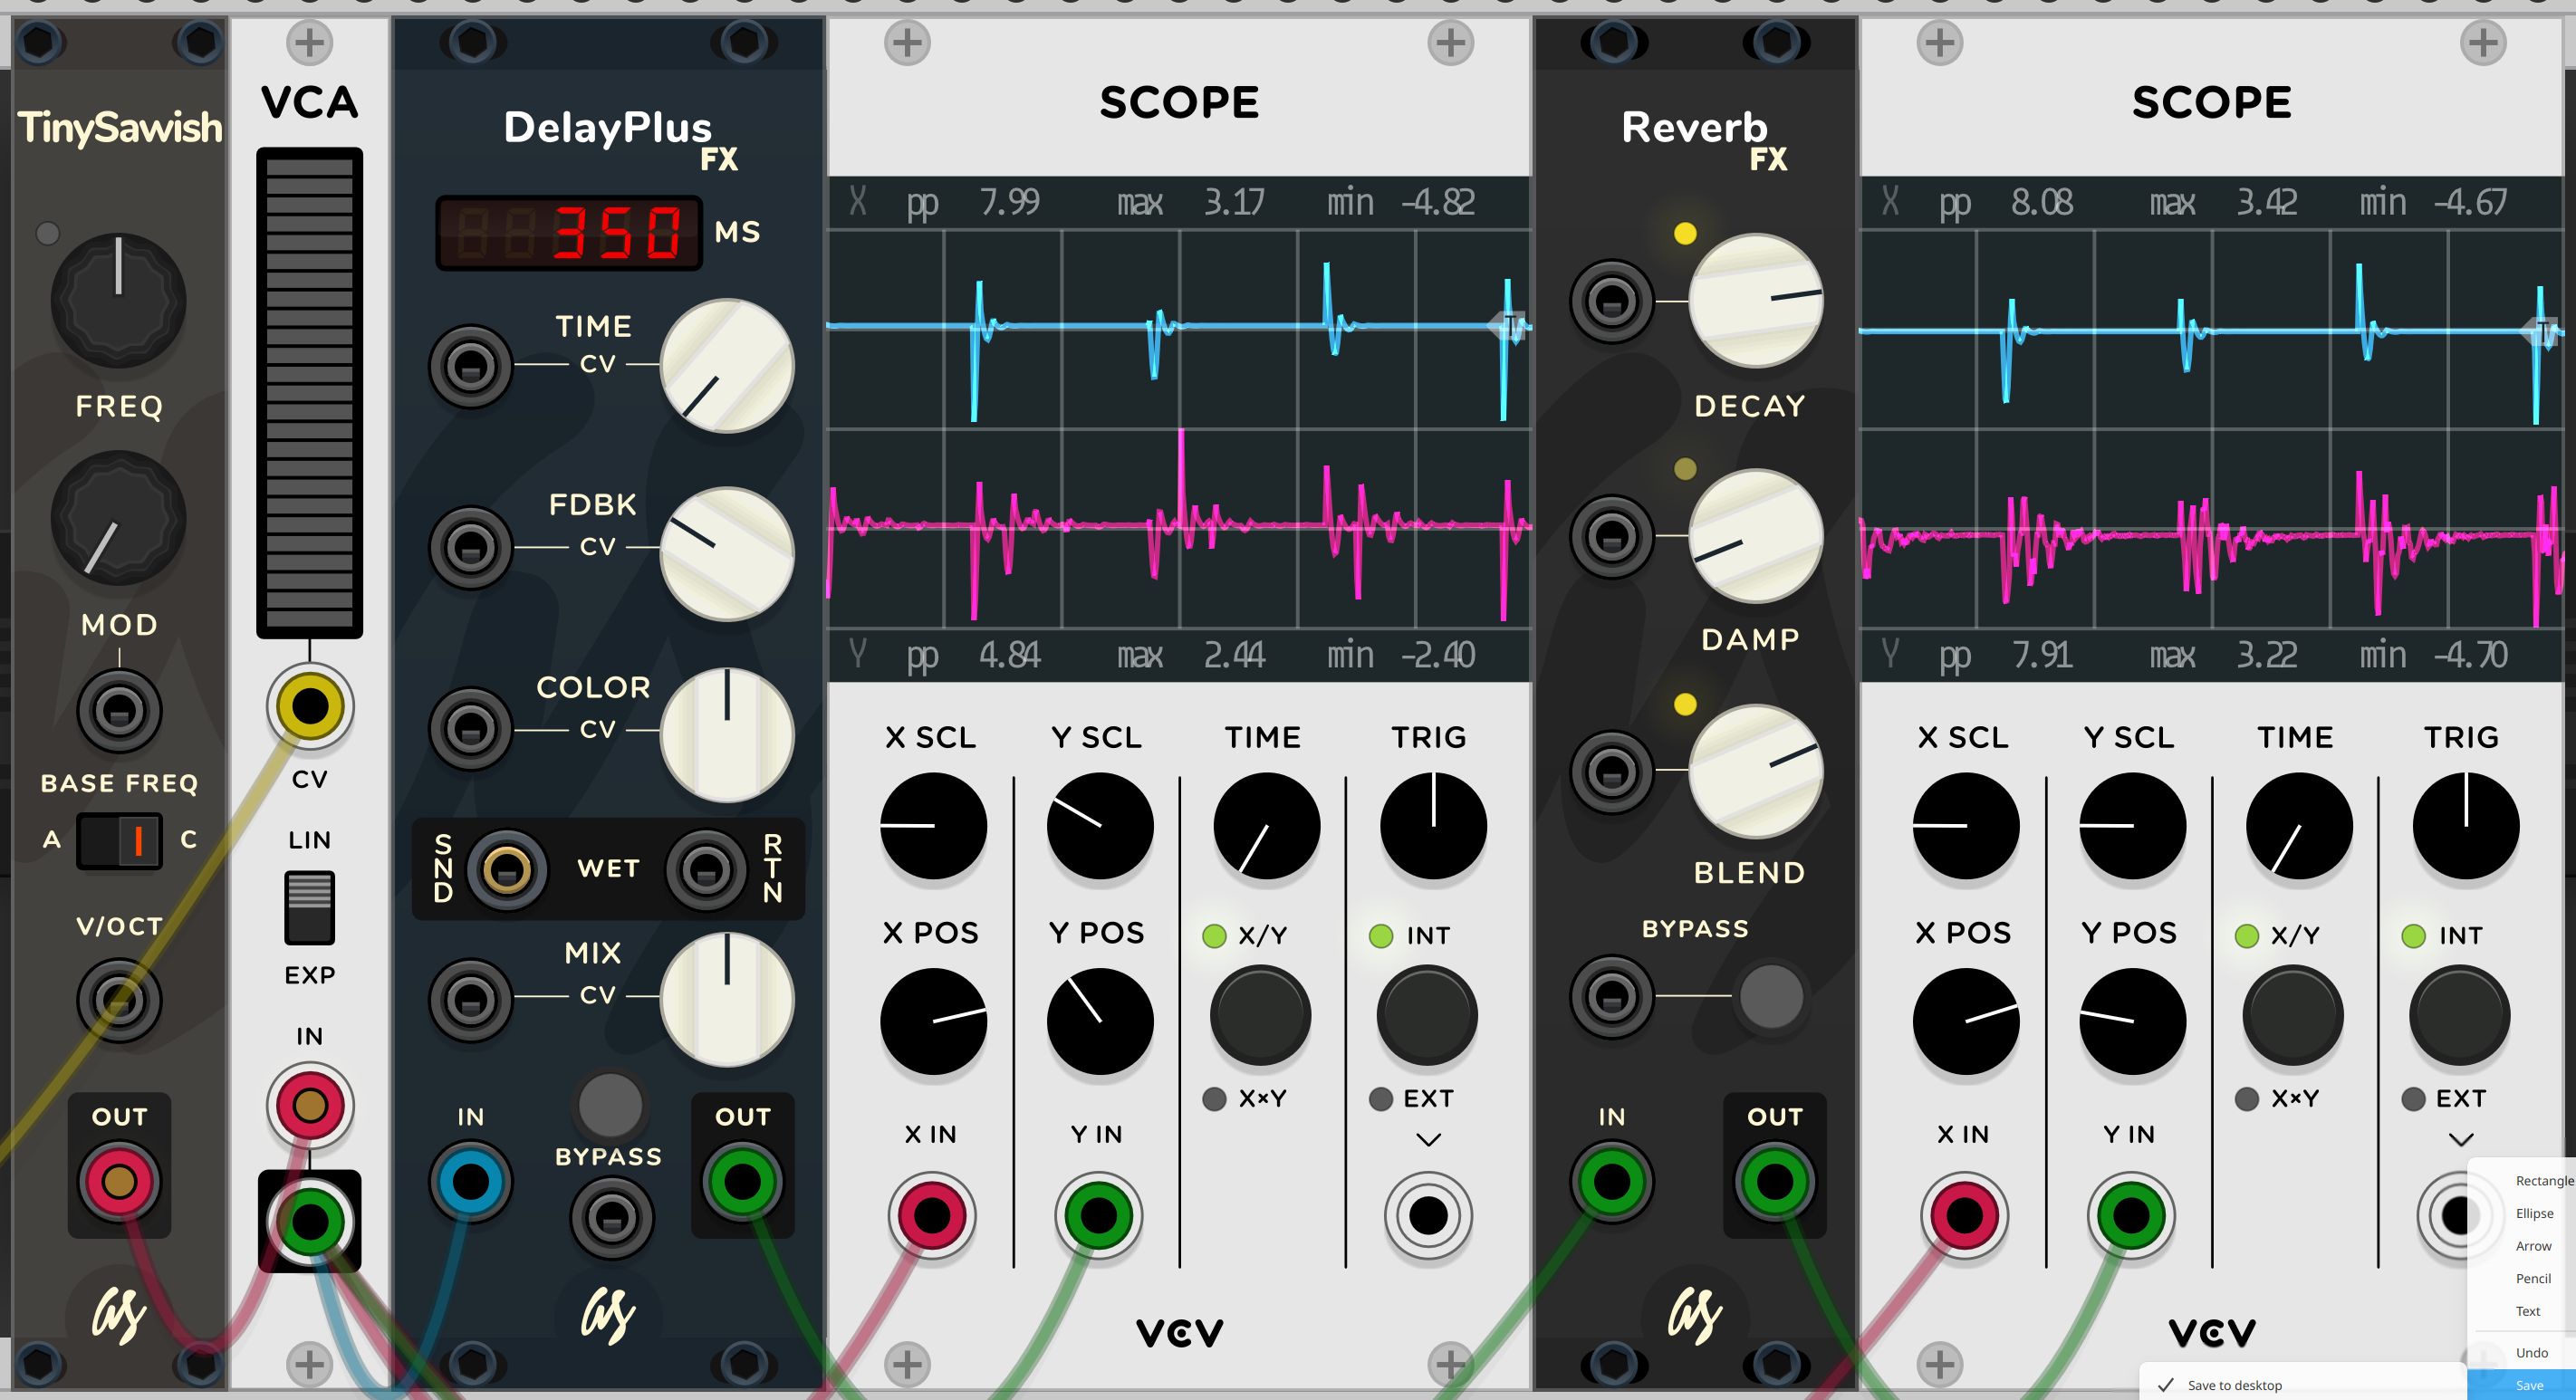 TinySawish
FREQ
MOD
BASE FREQ
A C
V/OCT
OUT
as
VCA
CV
LIN
EXP
IN
DelayPlus
FX
350 MS
TIME
CV
FDBK
CV
COLOR
CV
SND WET RTN
MIX
CV
IN
BYPASS
OUT
as
SCOPE
X pp 7.99 max 3.17 min -4.82
T
Y pp 4.84 max 2.44 min -2.40
X SCL Y SCL TIME TRIG
X POS Y POS X/Y INT
X×Y EXT
X IN Y IN
VCV
Reverb
FX
DECAY
DAMP
BLEND
BYPASS
IN OUT
as
SCOPE
X pp 8.08 max 3.42 min -4.67
T
Y pp 7.91 max 3.22 min -4.70
X SCL Y SCL TIME TRIG
X POS Y POS X/Y INT
X×Y EXT
X IN Y IN
VCV
Rectangle
Ellipse
Arrow
Pencil
Text
Undo
Save
Save to desktop